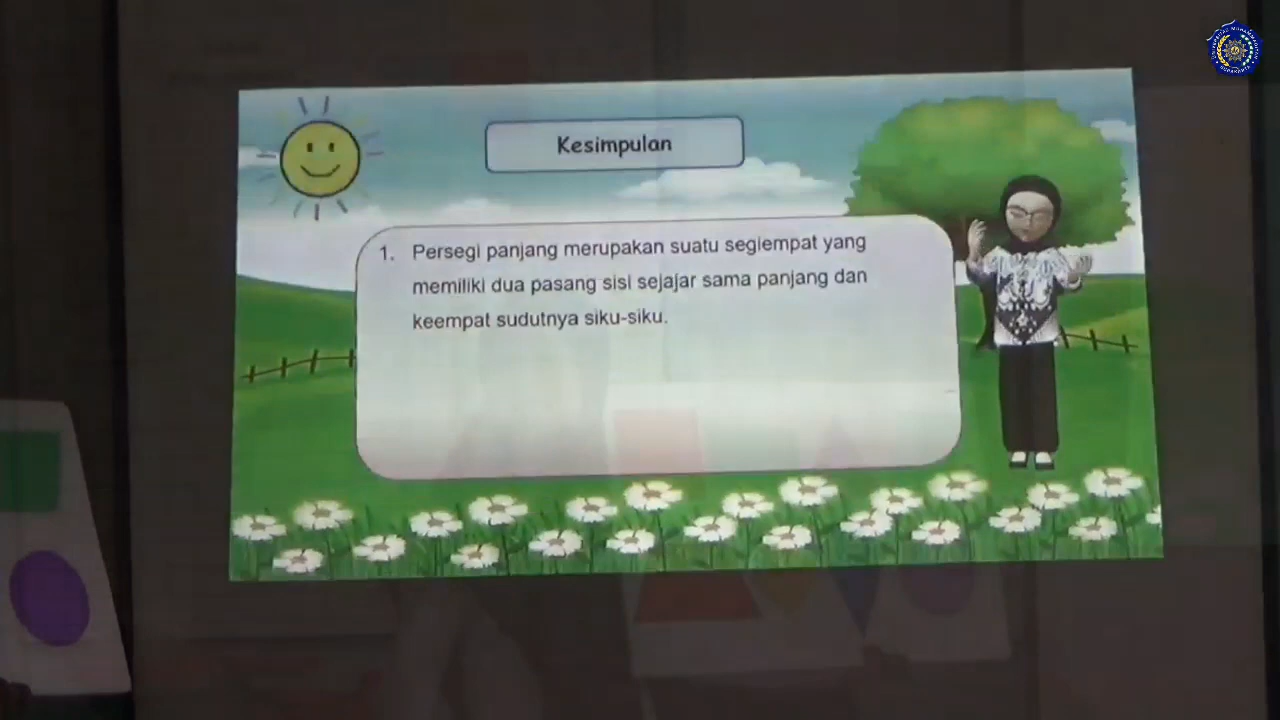 Kesimpulan
1. Persegi panjang merupakan suatu segiempat yang
memiliki dua pasang sisi sejajar sama panjang dan
keempat sudutnya siku-siku.